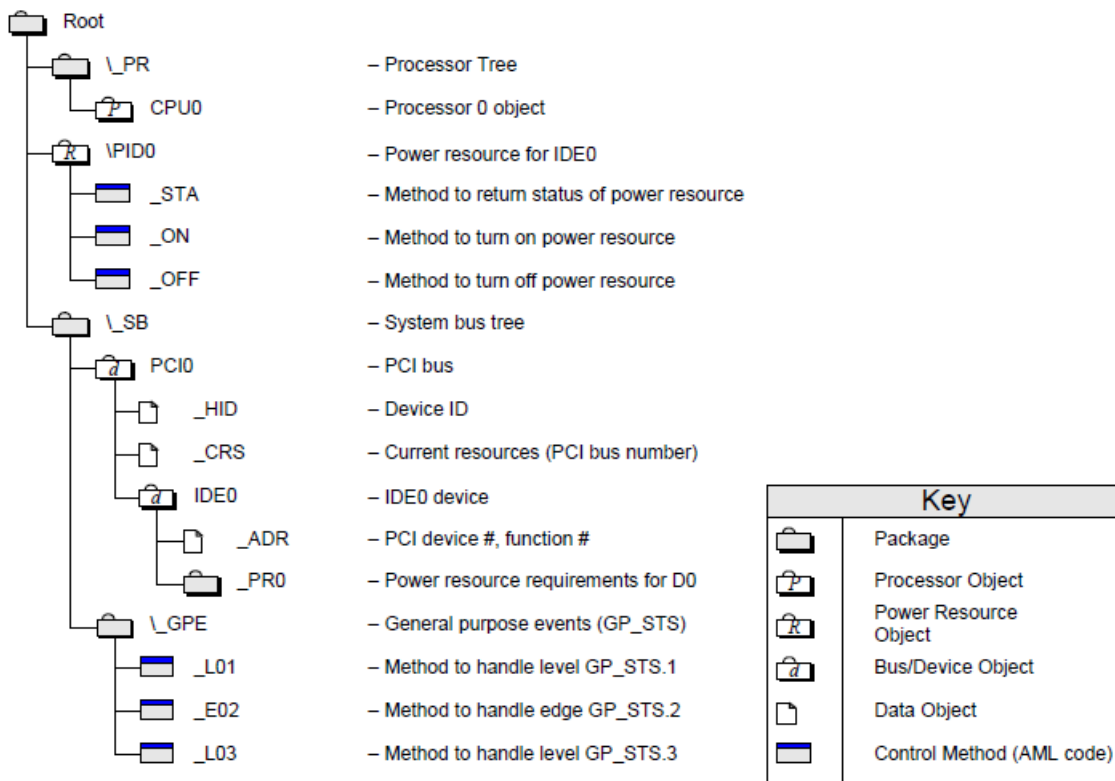 Root
\_PR – Processor Tree
P CPU0 – Processor 0 object
R \PID0 – Power resource for IDE0
_STA – Method to return status of power resource
_ON – Method to turn on power resource
_OFF – Method to turn off power resource
\_SB – System bus tree
d PCI0 – PCI bus
_HID – Device ID
_CRS – Current resources (PCI bus number)
d IDE0 – IDE0 device
_ADR – PCI device #, function #
_PR0 – Power resource requirements for D0
\_GPE – General purpose events (GP_STS)
_L01 – Method to handle level GP_STS.1
_E02 – Method to handle edge GP_STS.2
_L03 – Method to handle level GP_STS.3
Key
Package
P Processor Object
R Power Resource
Object
d Bus/Device Object
Data Object
Control Method (AML code)